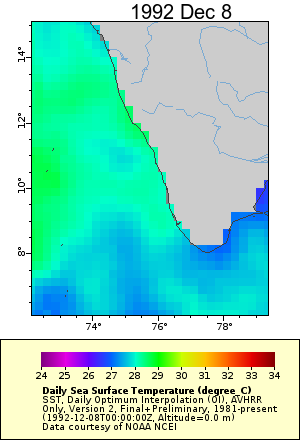 1992 Dec 8
14°
12°
10°
8°
74° 76° 78°
24 25 26 27 28 29 30 31 32 33 34
Daily Sea Surface Temperature (degree_C)
SST, Daily Optimum Interpolation (OI), AVHRR
Only, Version 2, Final+Preliminary, 1981-present
(1992-12-08T00:00:00Z, Altitude=0.0 m)
Data courtesy of NOAA NCEI